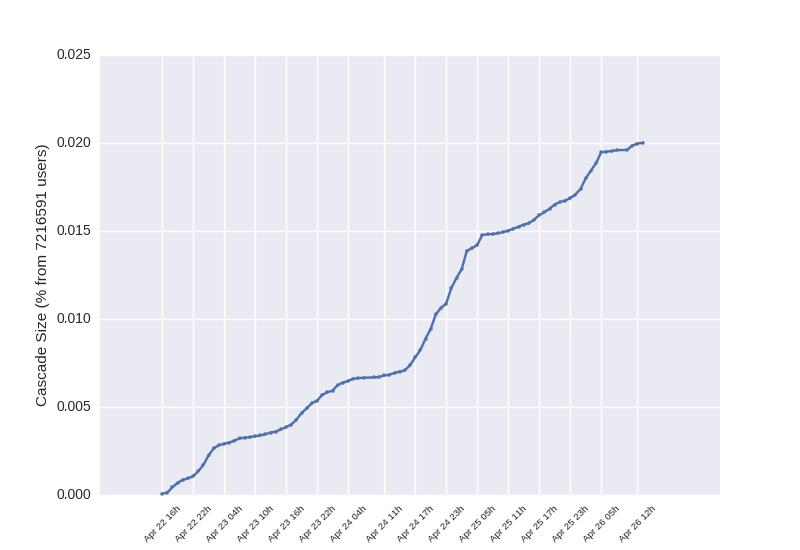 0.025
0.020
0.015
0.010
0.005
0.000
Cascade Size (% from 7216591 users)
Apr 22 16h
Apr 22 22h
Apr 23 04h
Apr 23 10h
Apr 23 16h
Apr 23 22h
Apr 24 04h
Apr 24 11h
Apr 24 17h
Apr 24 23h
Apr 25 05h
Apr 25 11h
Apr 25 17h
Apr 25 23h
Apr 26 05h
Apr 26 12h